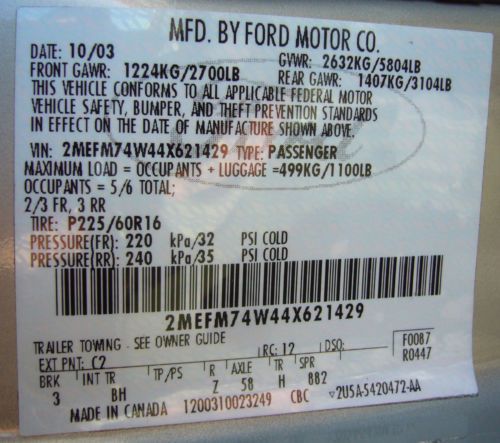 MFD. BY FORD MOTOR CO.
DATE: 10/03
GVWR: 2632KG/5804LB
FRONT GAWR: 1224KG/2700LB
REAR GAWR: 1407KG/3104LB
THIS VEHICLE CONFORMS TO ALL APPLICABLE FEDERAL MOTOR
VEHICLE SAFETY, BUMPER, AND THEFT PREVENTION STANDARDS
IN EFFECT ON THE DATE OF MANUFACTURE SHOWN ABOVE.
VIN: 2MEFM74W44X621429 TYPE: PASSENGER
MAXIMUM LOAD = OCCUPANTS + LUGGAGE =499KG/1100LB
OCCUPANTS = 5/6 TOTAL;
2/3 FR, 3 RR
TIRE: P225/60R16
PRESSURE(FR) 220 kPa/32 PSI COLD
PRESSURE(RR) 240 kPa/35 PSI COLD
2MEFM74W44X621429
TRAILER TOWING - SEE OWNER GUIDE
EXT PNT: C2 RC: 12 DSO: F0087
R0447
BRK INT TR TP/PS R AXLE TR SPR
3 BH Z 58 H 882
MADE IN CANADA 1200310023249 CBC ▽2U5A-5420472-AA